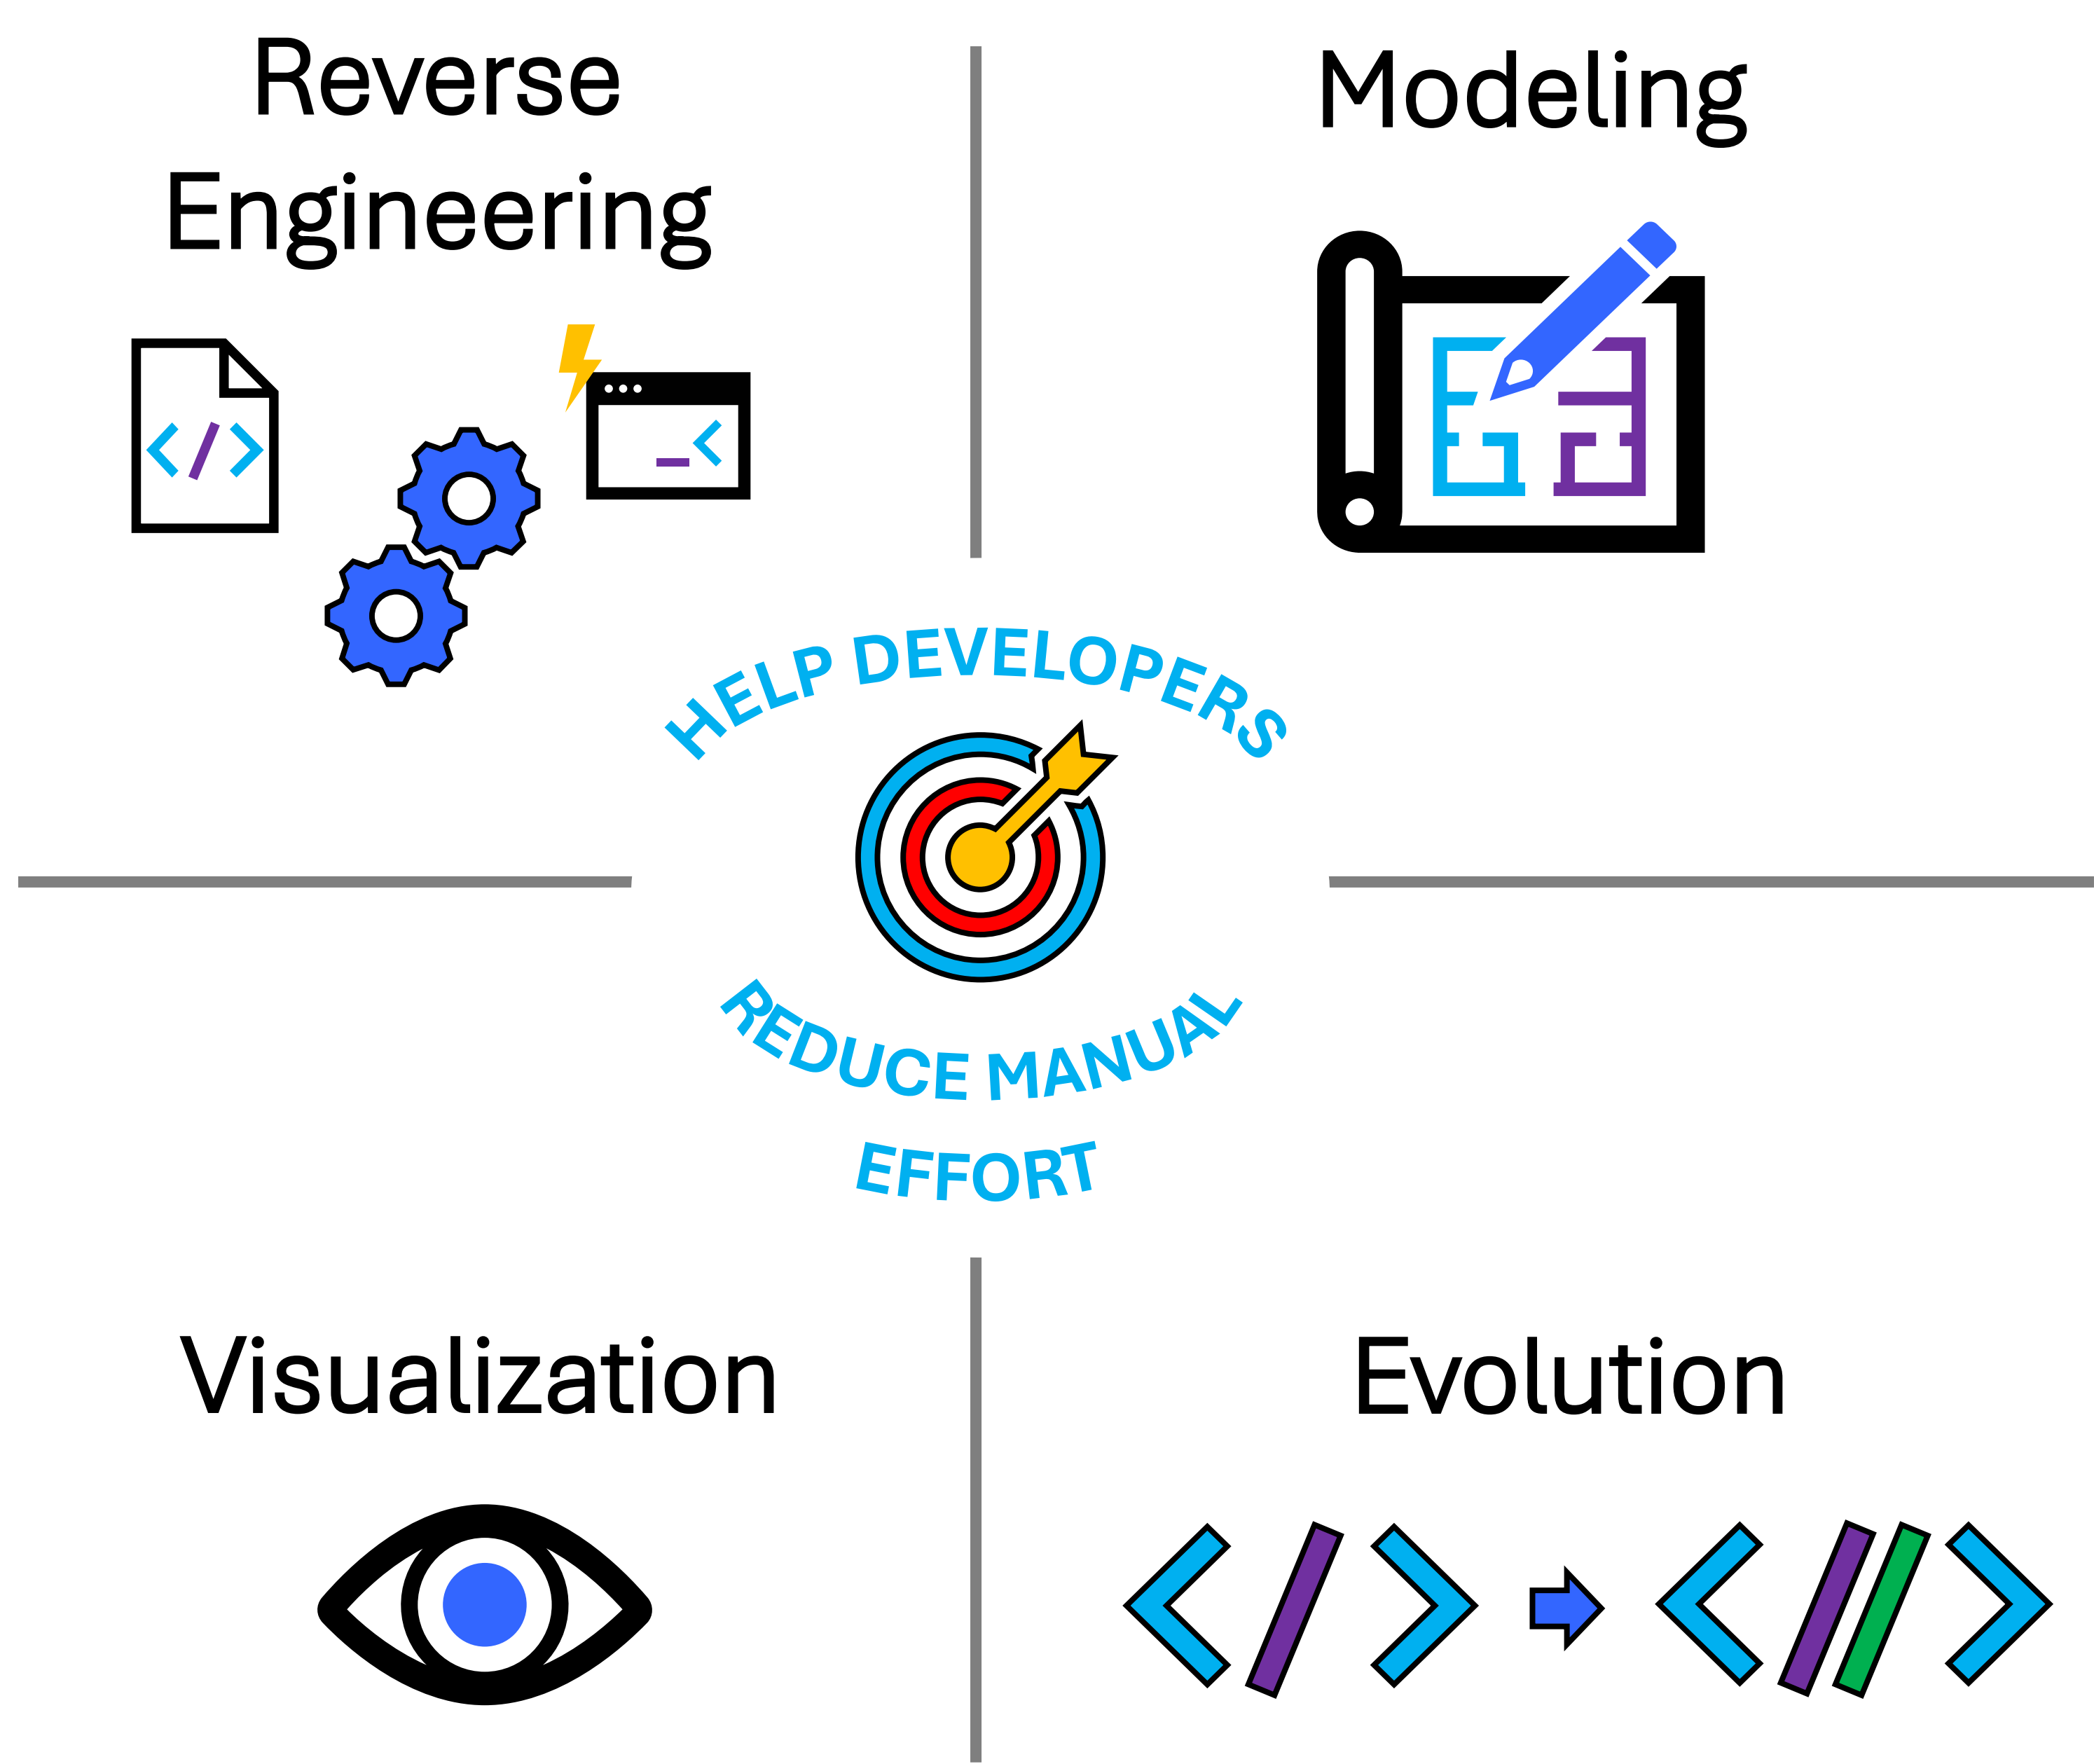 Reverse
Engineering
Modeling
</>
_<
HELP DEVELOPERS
REDUCE MANUAL
EFFORT
Visualization
Evolution
</>
<//>